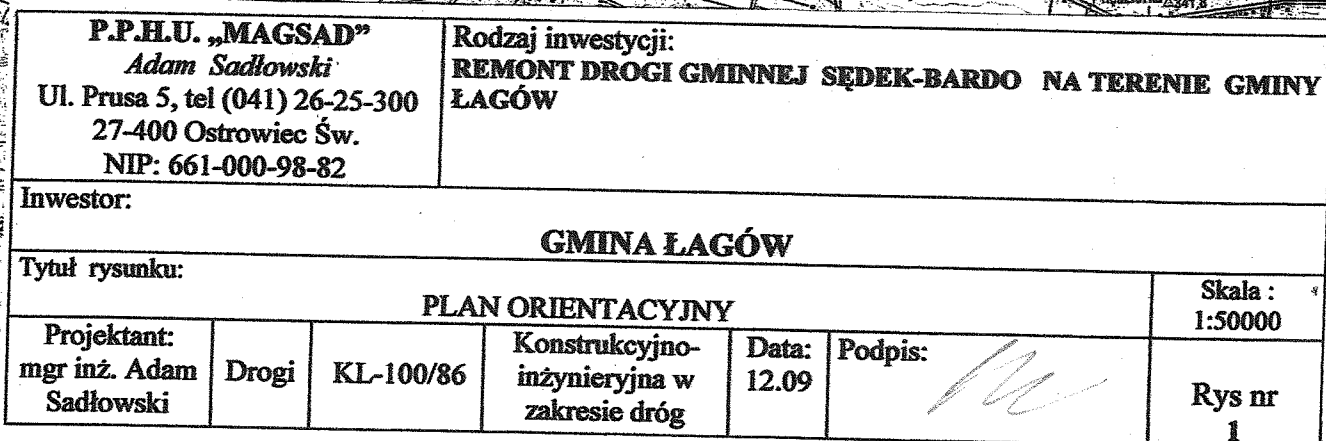 P.P.H.U. „MAGSAD”
Adam Sadłowski
Ul. Prusa 5, tel (041) 26-25-300
27-400 Ostrowiec Św.
NIP: 661-000-98-82
Rodzaj inwestycji:
REMONT DROGI GMINNEJ SĘDEK-BARDO NA TERENIE GMINY
ŁAGÓW
Inwestor:
GMINA ŁAGÓW
Tytuł rysunku:
PLAN ORIENTACYJNY
Skala :
1:50000
Projektant:
mgr inż. Adam
Sadłowski
Drogi
KL-100/86
Konstrukcyjno-
inżynieryjna w
zakresie dróg
Data:
12.09
Podpis:
Rys nr
1